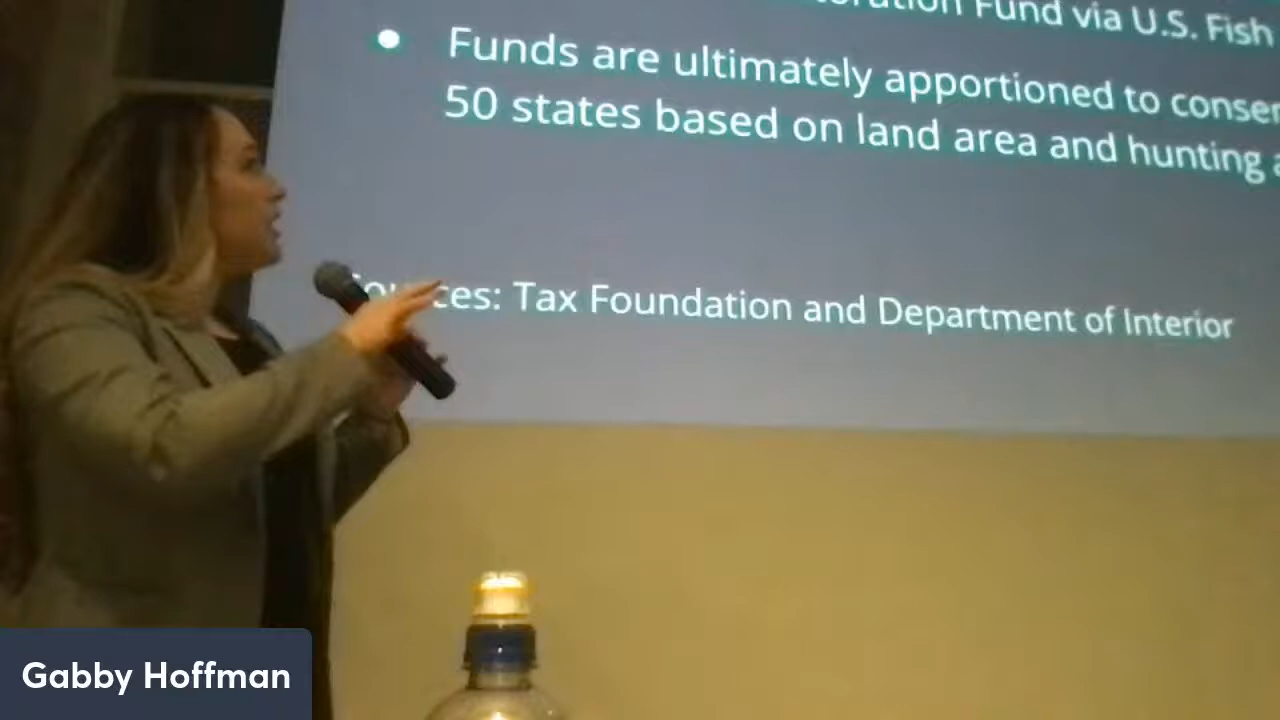 Fund via U.S. Fish
Funds are ultimately apportioned to
50 states based on land area and hunting
Tax Foundation and Department of Interior
Gabby Hoffman